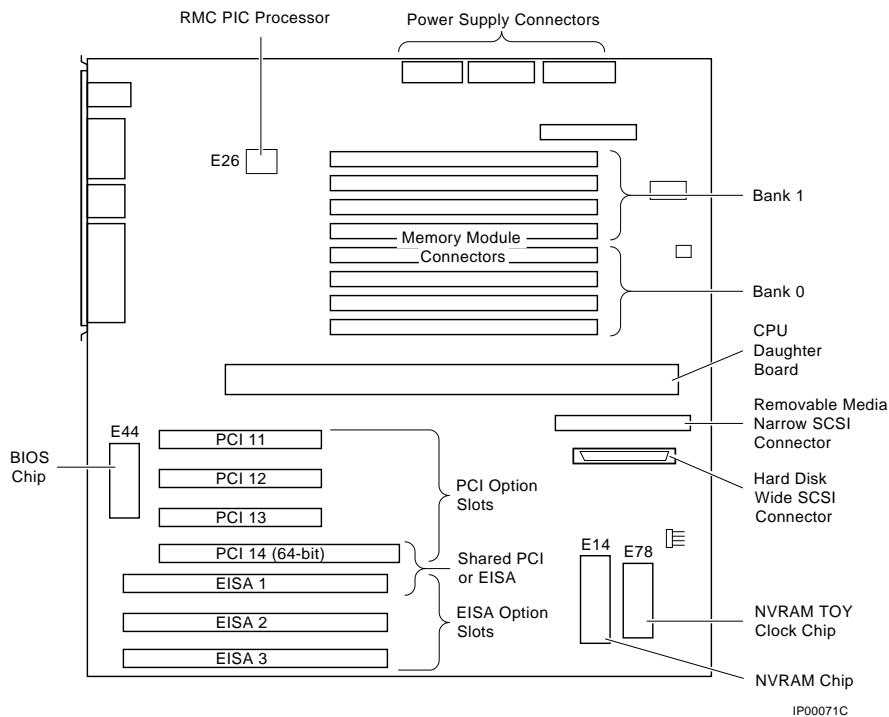 RMC PIC Processor
Power Supply Connectors
E26
Bank 1
Memory Module
Connectors
Bank 0
CPU
Daughter
Board
Removable Media
Narrow SCSI
Connector
E44
PCI 11
BIOS
Chip
PCI 12
PCI Option
Slots
Hard Disk
Wide SCSI
Connector
PCI 13
PCI 14 (64-bit)
Shared PCI
or EISA
E14
E78
EISA 1
EISA 2
EISA Option
Slots
NVRAM TOY
Clock Chip
EISA 3
NVRAM Chip
IP00071C